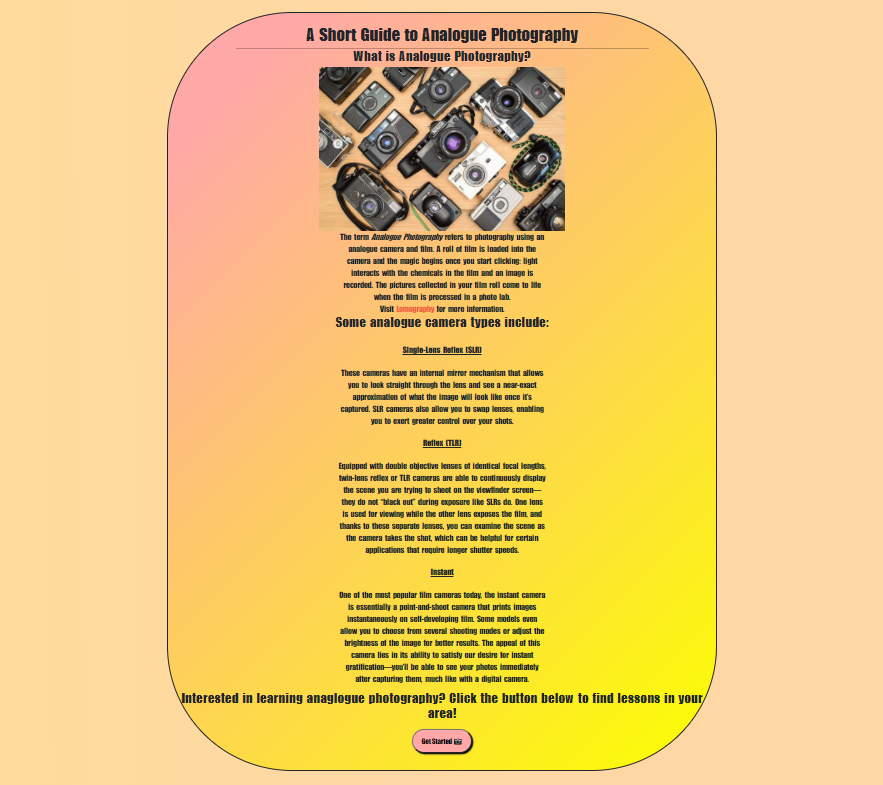 A Short Guide to Analogue Photography
What is Analogue Photography?
The term Analogue Photography refers to photography using an
analogue camera and film. A roll of film is loaded into the
camera and the magic begins once you start clicking: light
interacts with the chemicals in the film and an image is
recorded. The pictures collected in your film roll come to life
when the film is processed in a photo lab.
Visit Lomography for more information.
Some analogue camera types include:
Single-Lens Reflex (SLR)
These cameras have an internal mirror mechanism that allows
you to look straight through the lens and see a near-exact
approximation of what the image will look like once it's
captured. SLR cameras also allow you to swap lenses, enabling
you to exert greater control over your shots.
Reflex (TLR)
Equipped with double objective lenses of identical focal lengths,
twin-lens reflex or TLR cameras are able to continuously display
the scene you are trying to shoot on the viewfinder screen—
they do not "black out" during exposure like SLRs do. One lens
is used for viewing while the other lens exposes the film, and
thanks to these separate lenses, you can examine the scene as
the camera takes the shot, which can be helpful for certain
applications that require longer shutter speeds.
Instant
One of the most popular film cameras today, the instant camera
is essentially a point-and-shoot camera that prints images
instantaneously on self-developing film. Some models even
allow you to choose from several shooting modes or adjust the
brightness of the image for better results. The appeal of this
camera lies in its ability to satisfy our desire for instant
gratification—you'll be able to see your photos immediately
after capturing them, much like with a digital camera.
Interested in learning anaglogue photography? Click the button below to find lessons in your
area!
Get Started 📷